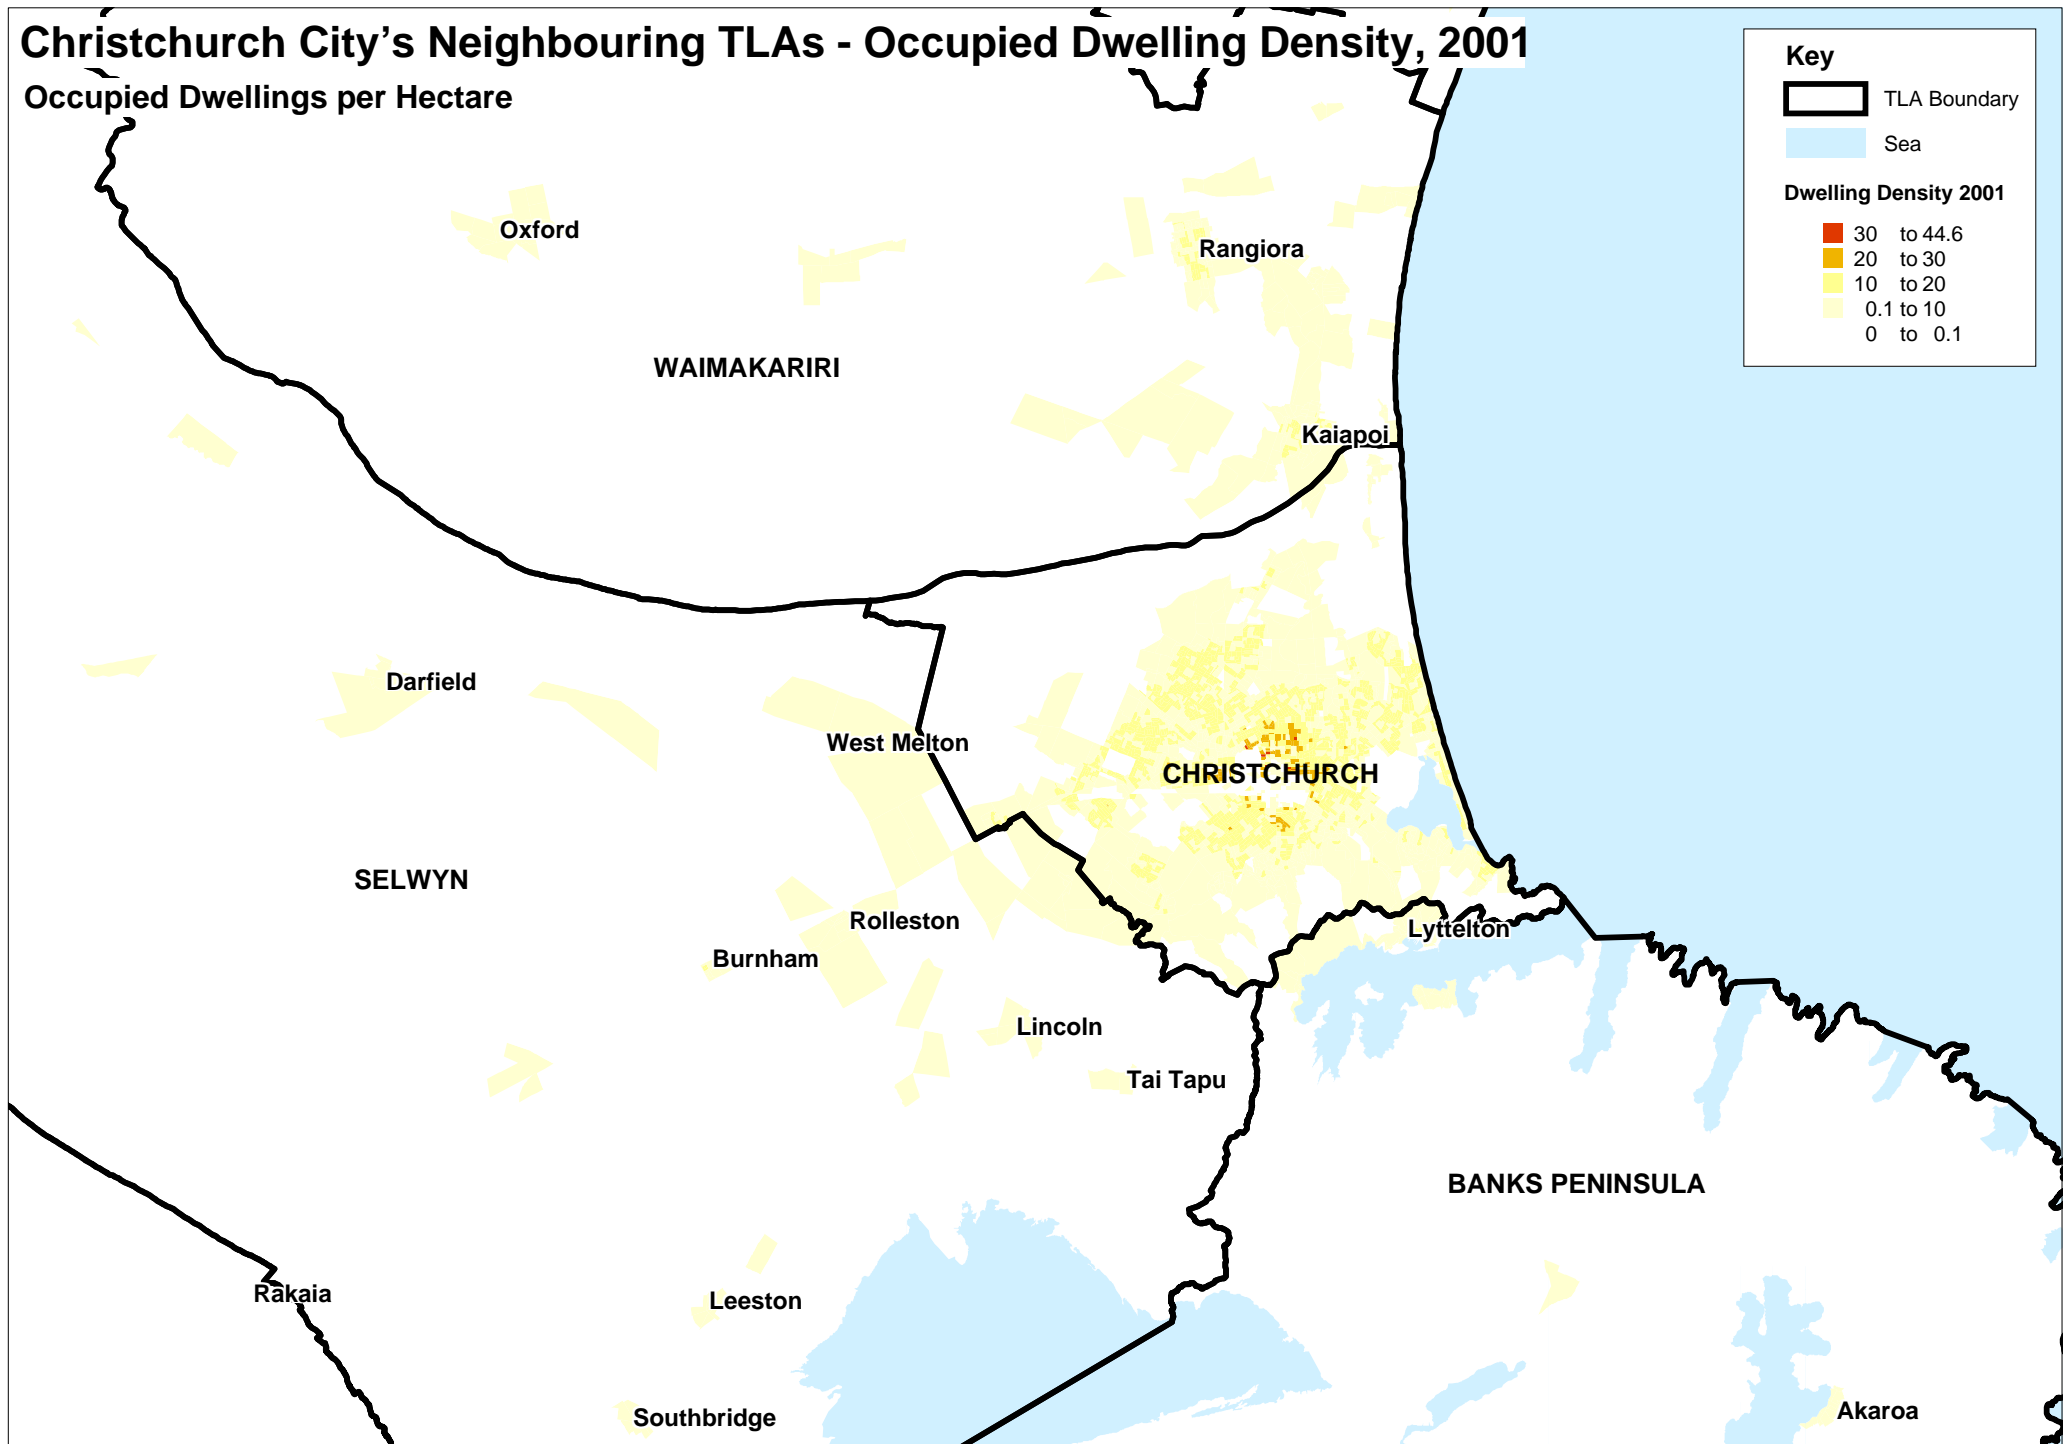 Christchurch City’s Neighbouring TLAs - Occupied Dwelling Density, 2001
Occupied Dwellings per Hectare
Key
TLA Boundary
Sea
Dwelling Density 2001
30 to 44.6
20 to 30
10 to 20
0.1 to 10
0 to 0.1
Oxford
Rangiora
WAIMAKARIRI
Kaiapoi
Darfield
West Melton
CHRISTCHURCH
SELWYN
Rolleston
Lyttelton
Burnham
Lincoln
Tai Tapu
BANKS PENINSULA
Rakaia
Leeston
Southbridge
Akaroa